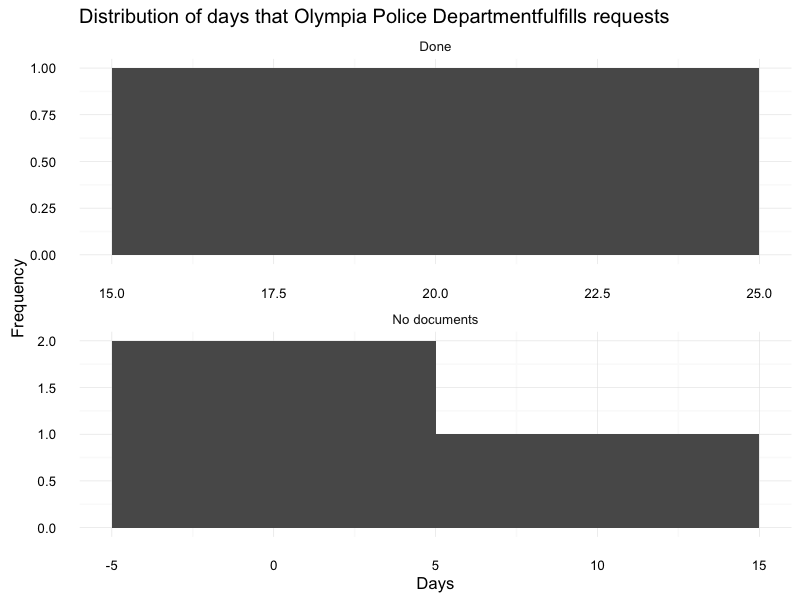 Distribution of days that Olympia Police Departmentfulfills requests
Done
1.00
0.75
0.50
0.25
0.00
15.0 17.5 20.0 22.5 25.0
Frequency
No documents
2.0
1.5
1.0
0.5
0.0
-5 0 5 10 15
Days